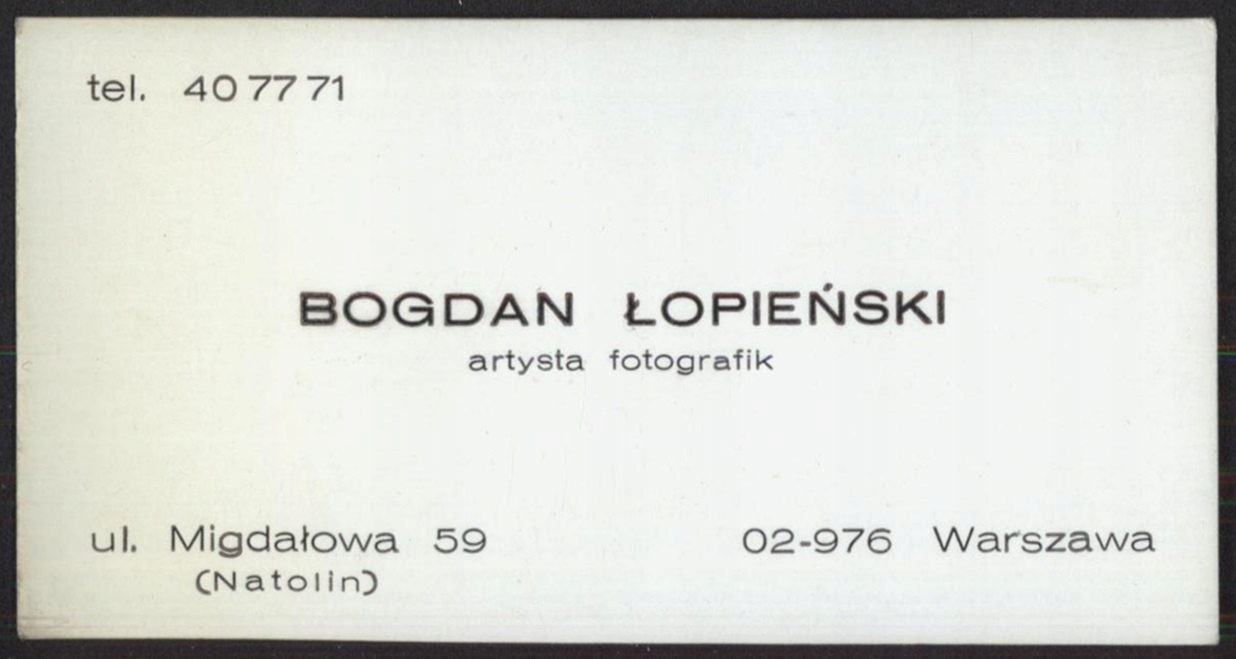 tel. 40 77 71
BOGDAN ŁOPIEŃSKI
artysta fotografik
ul. Migdałowa 59
(Natolin)
02-976 Warszawa